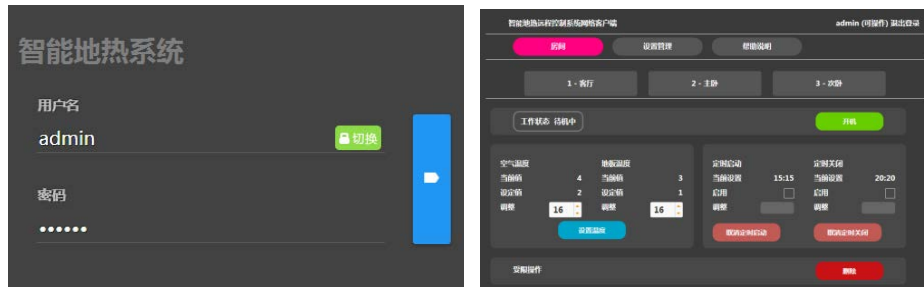 智能地热系统
用户名
admin
切换
密码
••••••
智能地热远程控制系统网络客户端 admin (可操作) 退出登录
房间 设置管理 帮助说明
1 - 客厅 2 - 主卧 3 - 次卧
工作状态 待机中 开机
空气温度 地板温度 定时启动 定时关闭
当前值 4 当前值 3 当前设置 15:15 当前设置 20:20
设定值 2 设定值 1 启用 启用
调整 16 调整 16 调整 调整
设置温度 取消定时启动 取消定时关闭
受限操作 删除